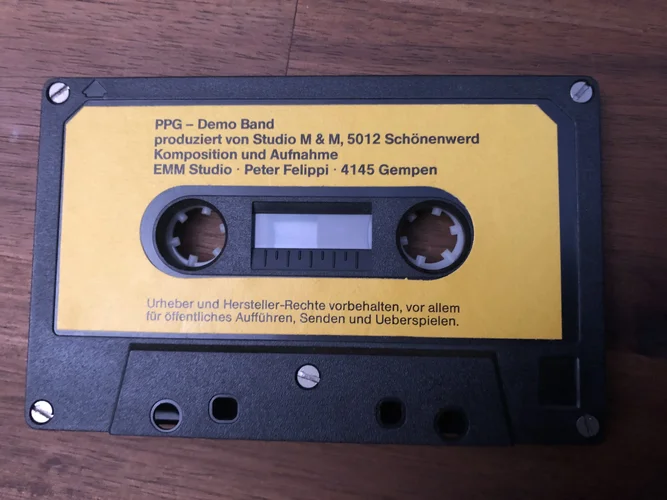 PPG – Demo Band
produziert von Studio M & M, 5012 Schönenwerd
Komposition und Aufnahme
EMM Studio · Peter Felippi · 4145 Gempen
Urheber und Hersteller-Rechte vorbehalten, vor allem
für öffentliches Aufführen, Senden und Ueberspielen.